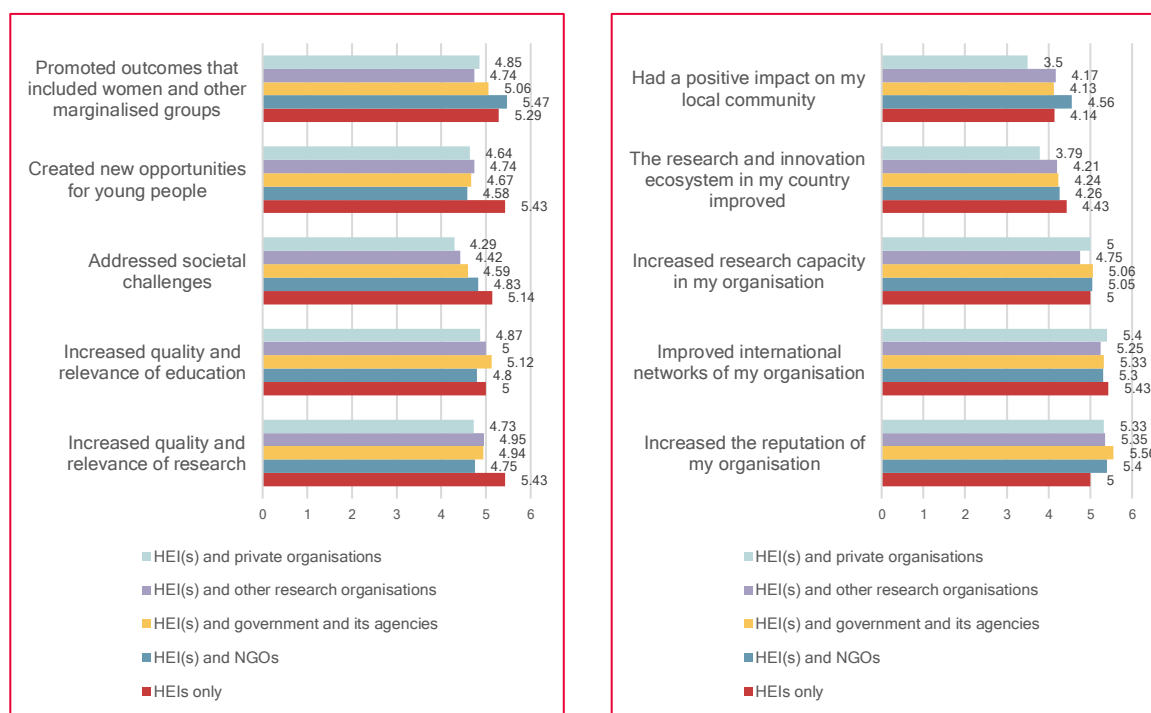 Promoted outcomes that
included women and other
marginalised groups
4.85
4.74
5.06
5.47
5.29
Created new opportunities
for young people
4.64
4.74
4.67
4.58
5.43
Addressed societal
challenges
4.29
4.42
4.59
4.83
5.14
Increased quality and
relevance of education
4.87
5
5.12
4.8
5
Increased quality and
relevance of research
4.73
4.95
4.94
4.75
5.43
0 1 2 3 4 5 6
HEI(s) and private organisations
HEI(s) and other research organisations
HEI(s) and government and its agencies
HEI(s) and NGOs
HEIs only
Had a positive impact on my
local community
3.5
4.17
4.13
4.56
4.14
The research and innovation
ecosystem in my country
improved
3.79
4.21
4.24
4.26
4.43
Increased research capacity
in my organisation
5
4.75
5.06
5.05
5
Improved international
networks of my organisation
5.4
5.25
5.33
5.3
5.43
Increased the reputation of
my organisation
5.33
5.35
5.56
5.4
5
0 1 2 3 4 5 6
HEI(s) and private organisations
HEI(s) and other research organisations
HEI(s) and government and its agencies
HEI(s) and NGOs
HEIs only